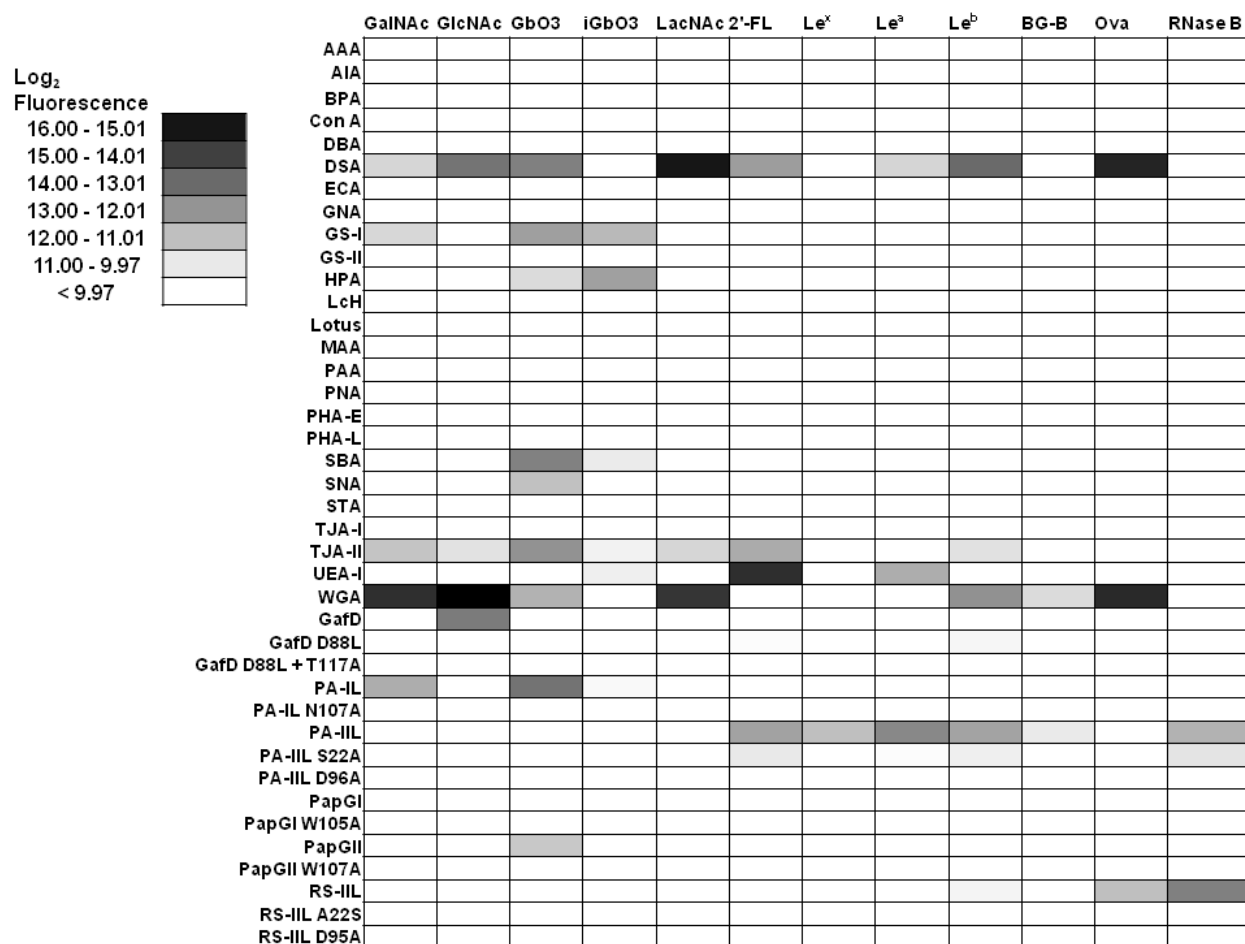 GalNAc GlcNAc GbO3 iGbO3 LacNAc 2'-FL Leˣ Leᵃ Leᵇ BG-B Ova RNase B
Log₂
Fluorescence
16.00 - 15.01
15.00 - 14.01
14.00 - 13.01
13.00 - 12.01
12.00 - 11.01
11.00 - 9.97
< 9.97
AAA
AIA
BPA
Con A
DBA
DSA
ECA
GNA
GS-I
GS-II
HPA
LcH
Lotus
MAA
PAA
PNA
PHA-E
PHA-L
SBA
SNA
STA
TJA-I
TJA-II
UEA-I
WGA
GafD
GafD D88L
GafD D88L + T117A
PA-IL
PA-IL N107A
PA-IIL
PA-IIL S22A
PA-IIL D96A
PapGI
PapGI W105A
PapGII
PapGII W107A
RS-IIL
RS-IIL A22S
RS-IIL D95A